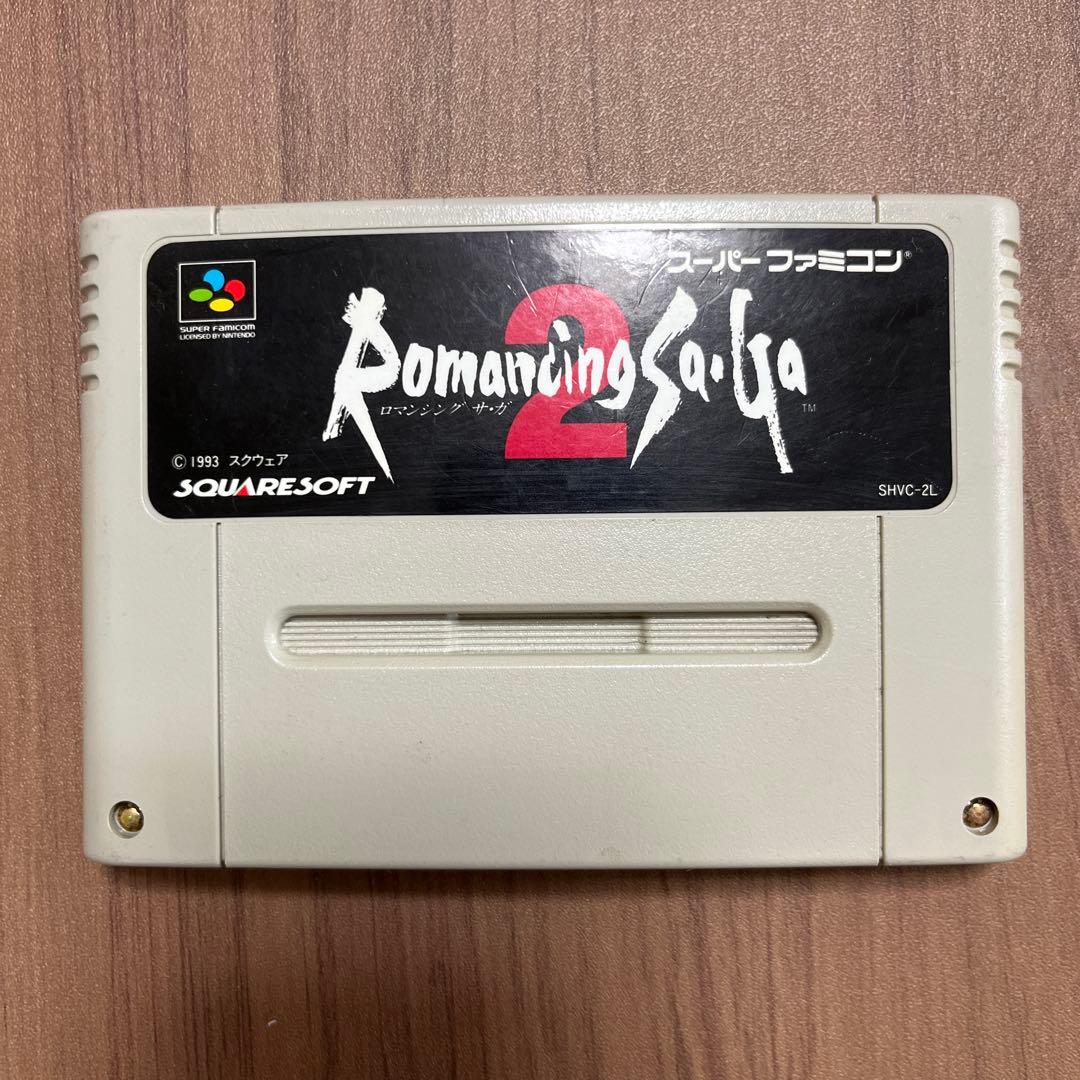 スーパーファミコン®
SUPER FAMICOM
LICENSED BY NINTENDO
Romancing Sa・Ga
2
ロマンシング サ・ガ
TM
© 1993 スクウェア
SQUARESOFT
SHVC-2L